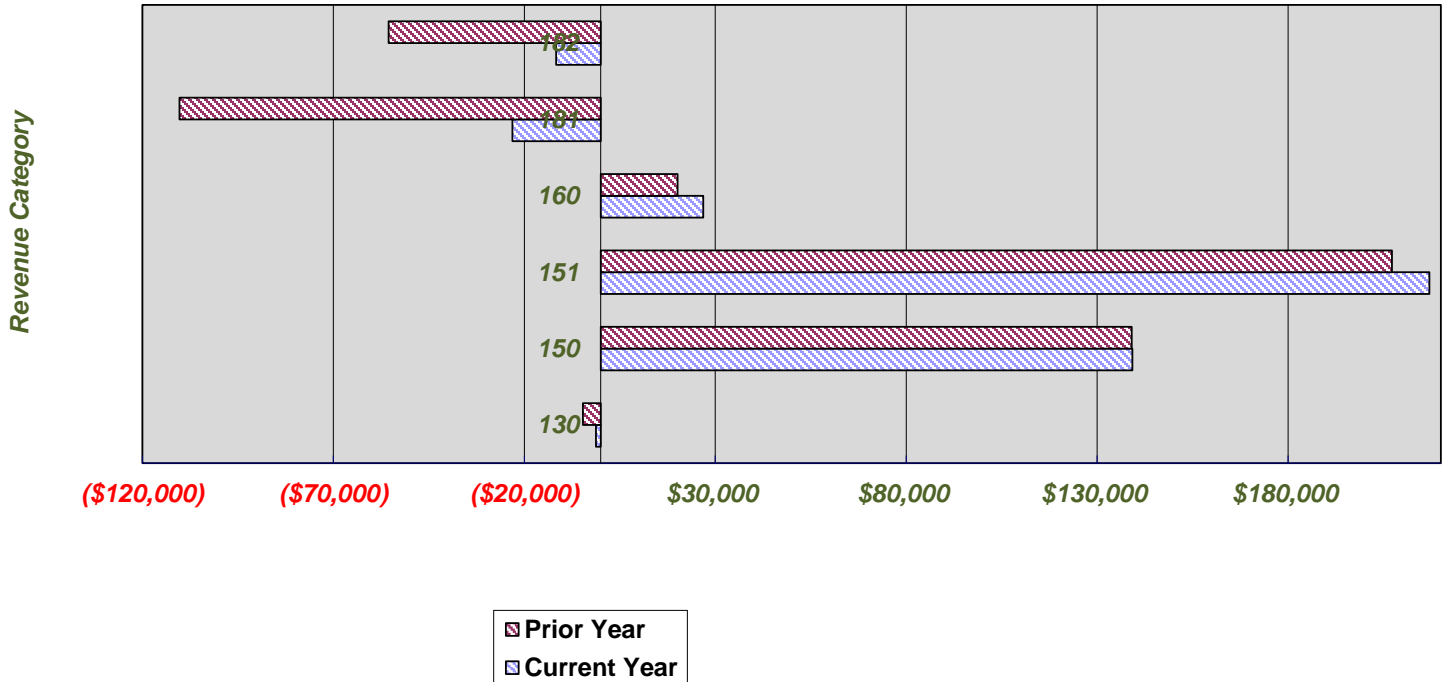 Revenue Category
182
181
160
151
150
130
($120,000) ($70,000) ($20,000) $30,000 $80,000 $130,000 $180,000
Prior Year
Current Year